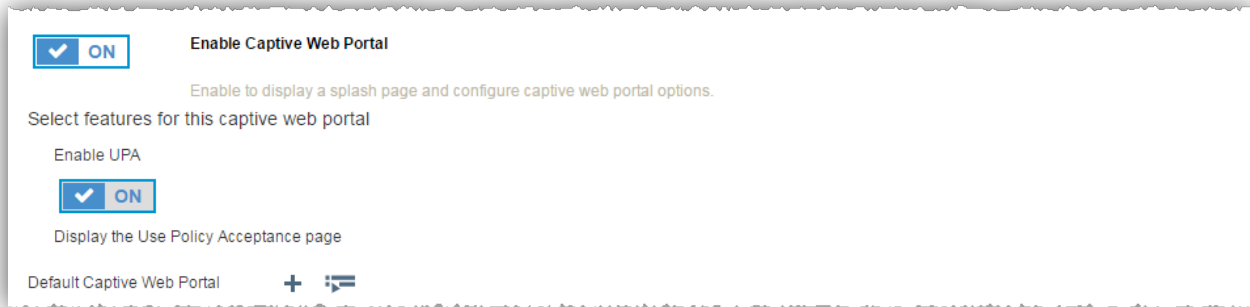 ON
Enable Captive Web Portal
Enable to display a splash page and configure captive web portal options.
Select features for this captive web portal
Enable UPA
ON
Display the Use Policy Acceptance page
Default Captive Web Portal